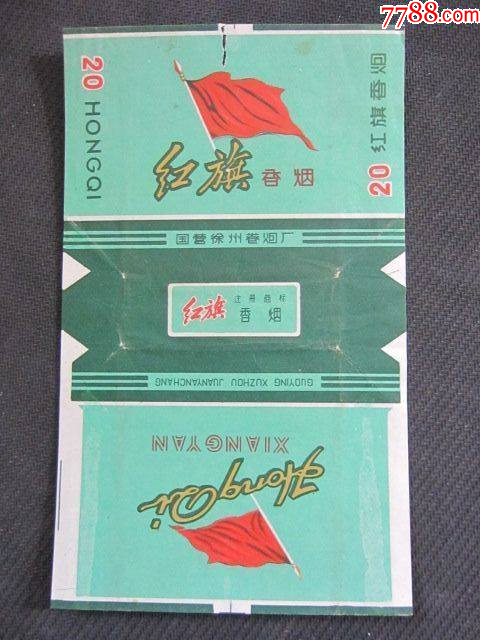 7788.com
20 HONGQI
红旗 香烟
20 红旗香烟
国营徐州卷烟厂
红旗
注册商标
香烟
GUOYING XUZHOU JUANYANCHANG
XIANGYAN
HongQi